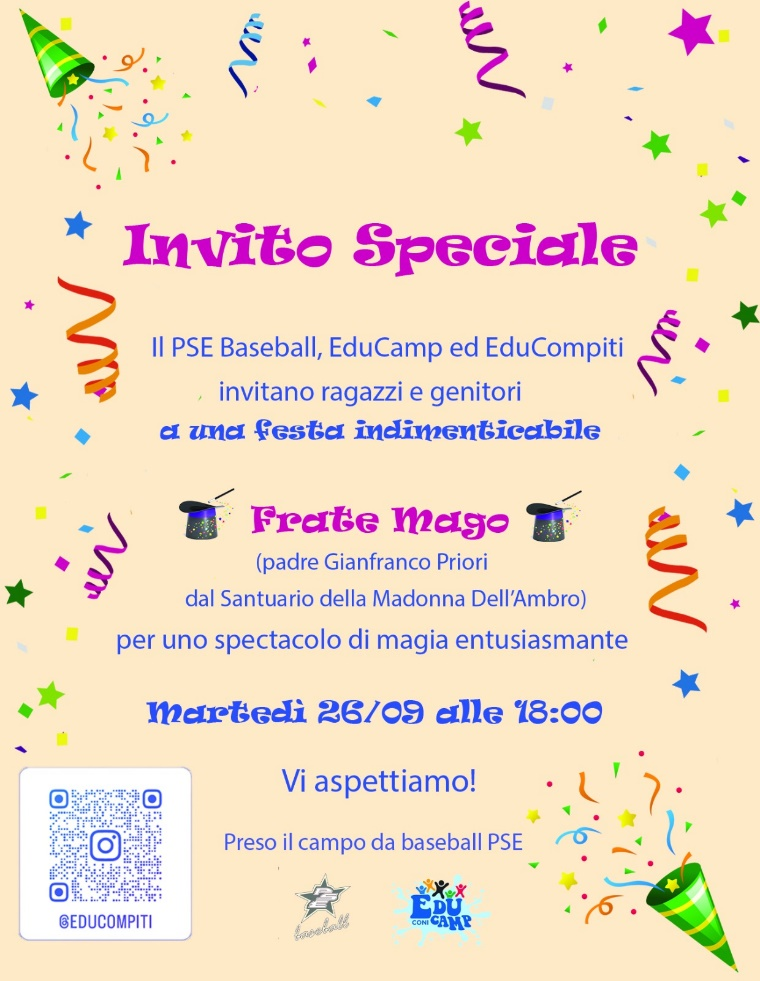 Invito Speciale
Il PSE Baseball, EduCamp ed EduCompiti
invitano ragazzi e genitori
a una festa indimenticabile
Frate Mago
(padre Gianfranco Priori
dal Santuario della Madonna Dell'Ambro)
per uno spectacolo di magia entusiasmante
Martedì 26/09 alle 18:00
Vi aspettiamo!
Preso il campo da baseball PSE
@EDUCOMPITI
baseball
EDU
CONI CAMP